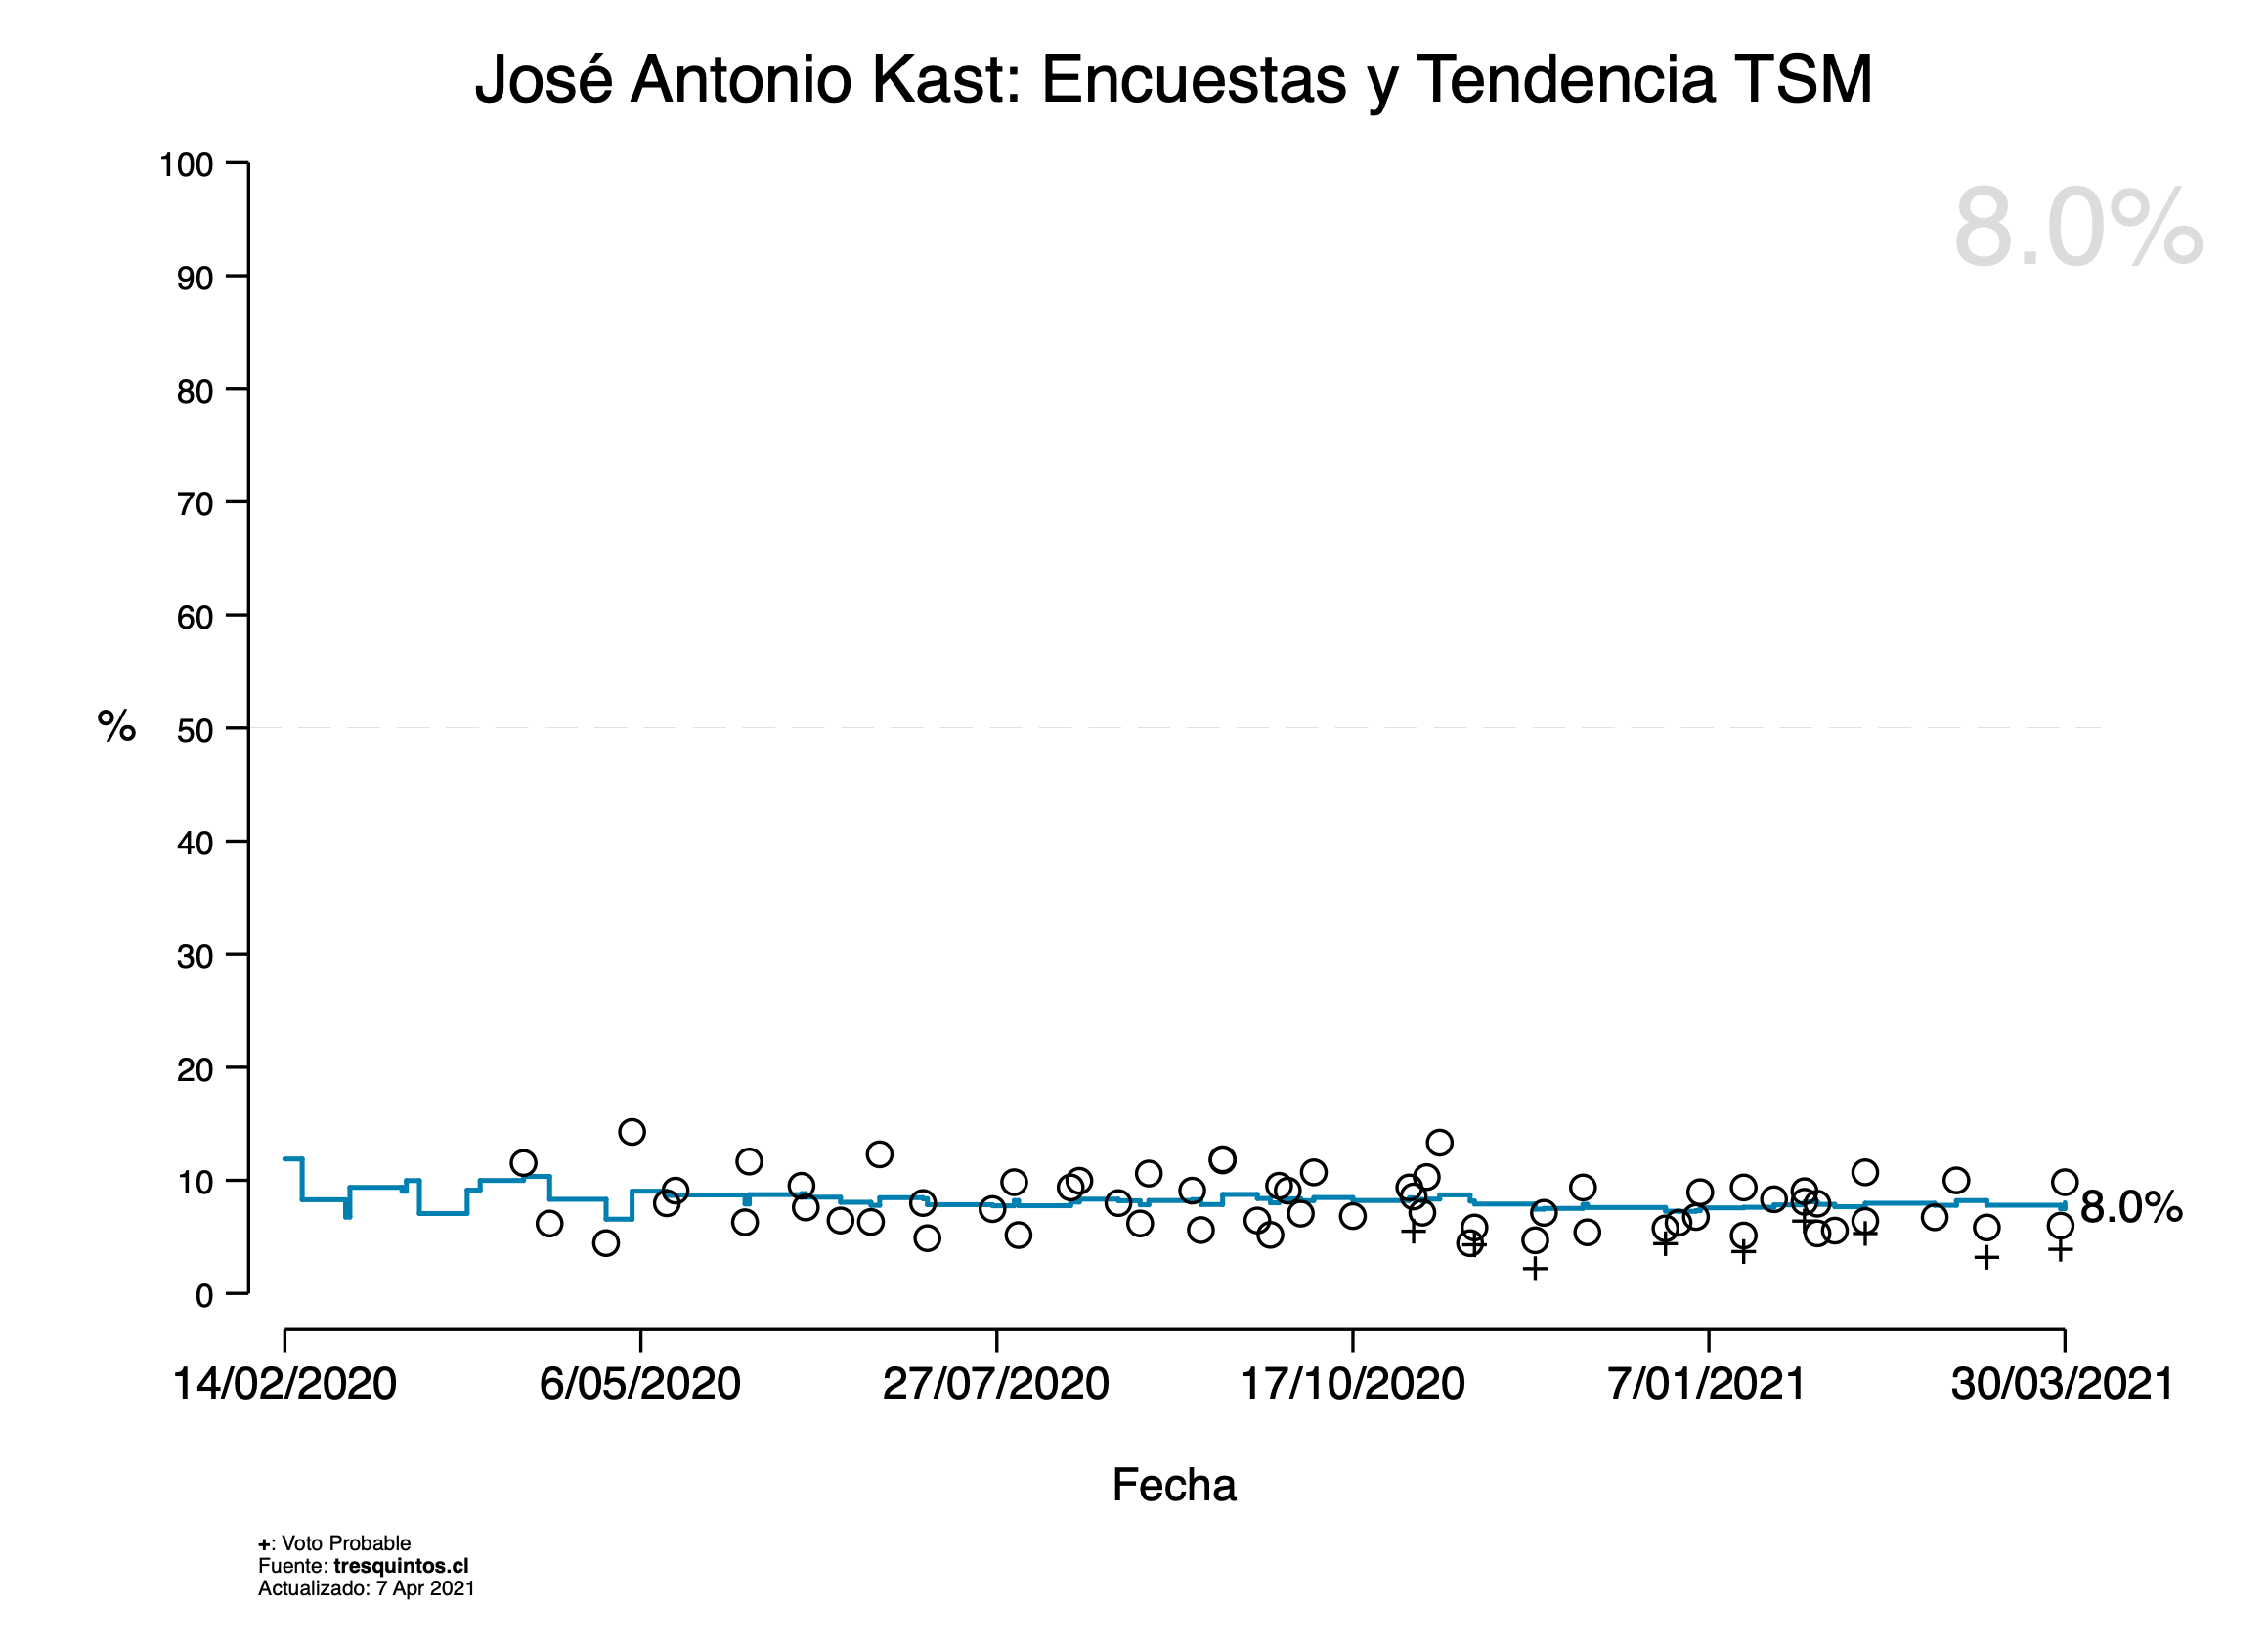 José Antonio Kast: Encuestas y Tendencia TSM
8.0%
100
90
80
70
60
50
40
30
20
10
0
%
8.0%
14/02/2020 6/05/2020 27/07/2020 17/10/2020 7/01/2021 30/03/2021
Fecha
+: Voto Probable
Fuente: tresquintos.cl
Actualizado: 7 Apr 2021